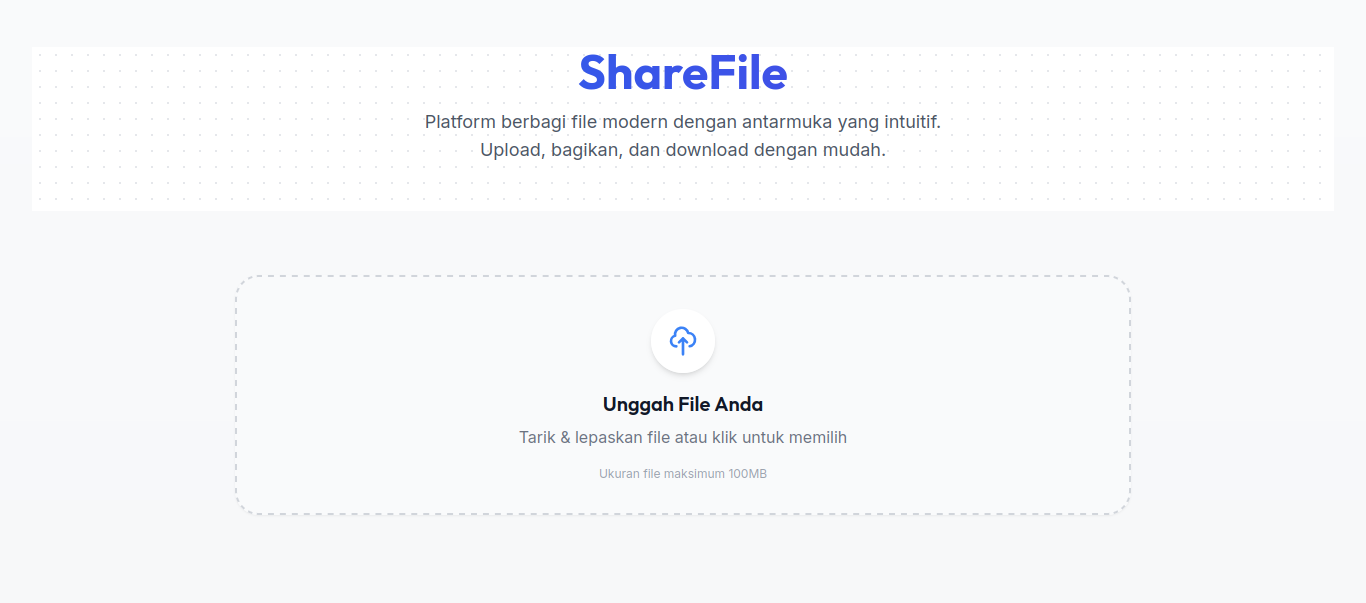 ShareFile
Platform berbagi file modern dengan antarmuka yang intuitif.
Upload, bagikan, dan download dengan mudah.
Unggah File Anda
Tarik & lepaskan file atau klik untuk memilih
Ukuran file maksimum 100MB